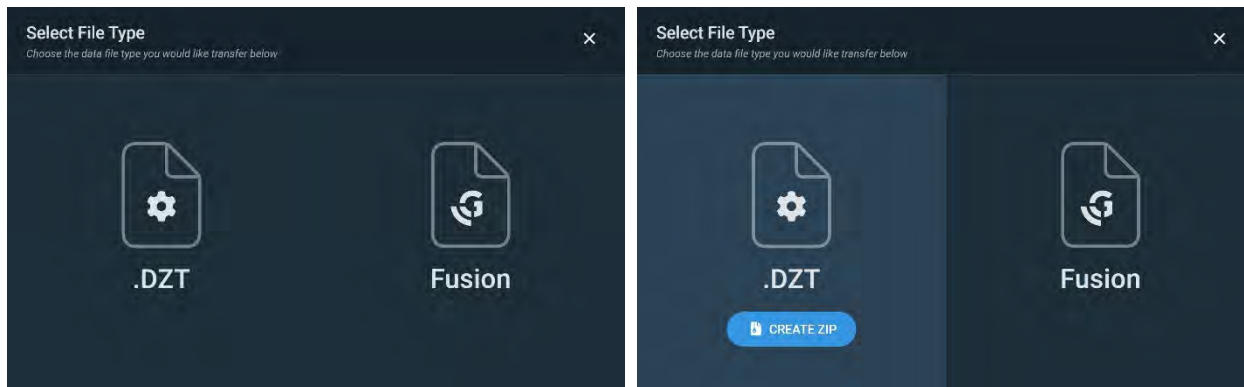 Select File Type
Choose the data file type you would like transfer below
.DZT
Fusion
Select File Type
Choose the data file type you would like transfer below
.DZT
Fusion
CREATE ZIP